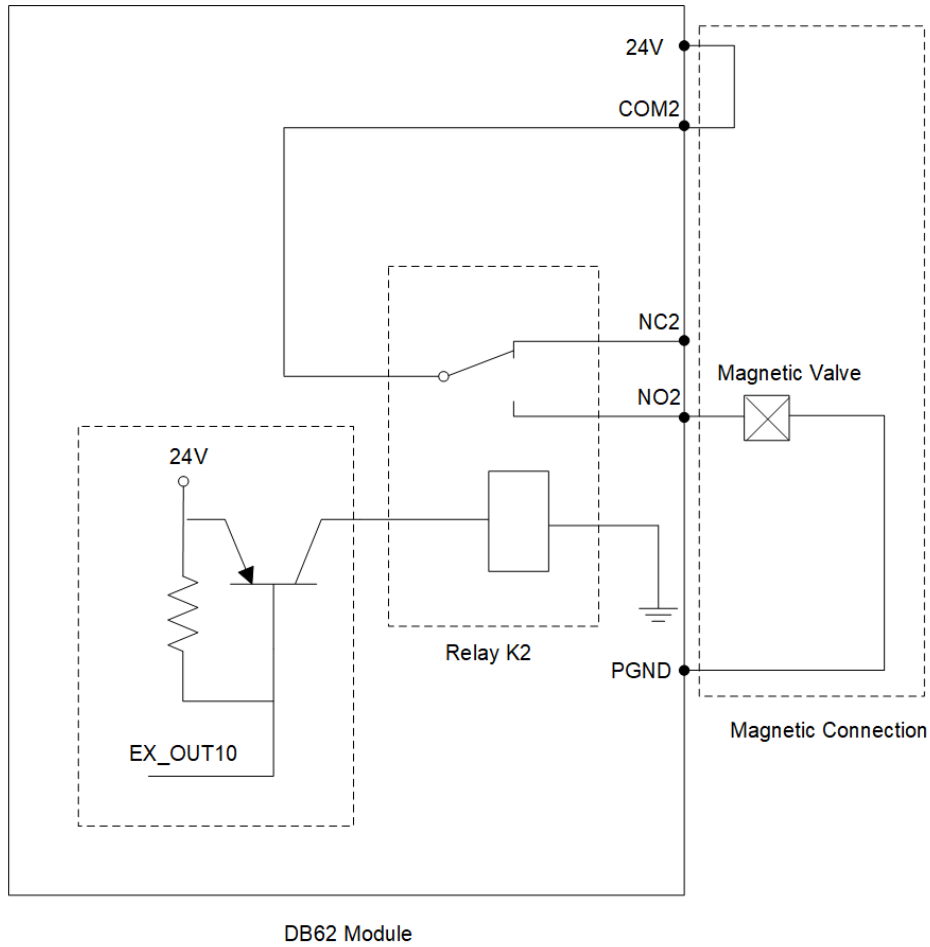 24V
COM2
NC2
Magnetic Valve
NO2
24V
Relay K2
PGND
Magnetic Connection
EX_OUT10
DB62 Module